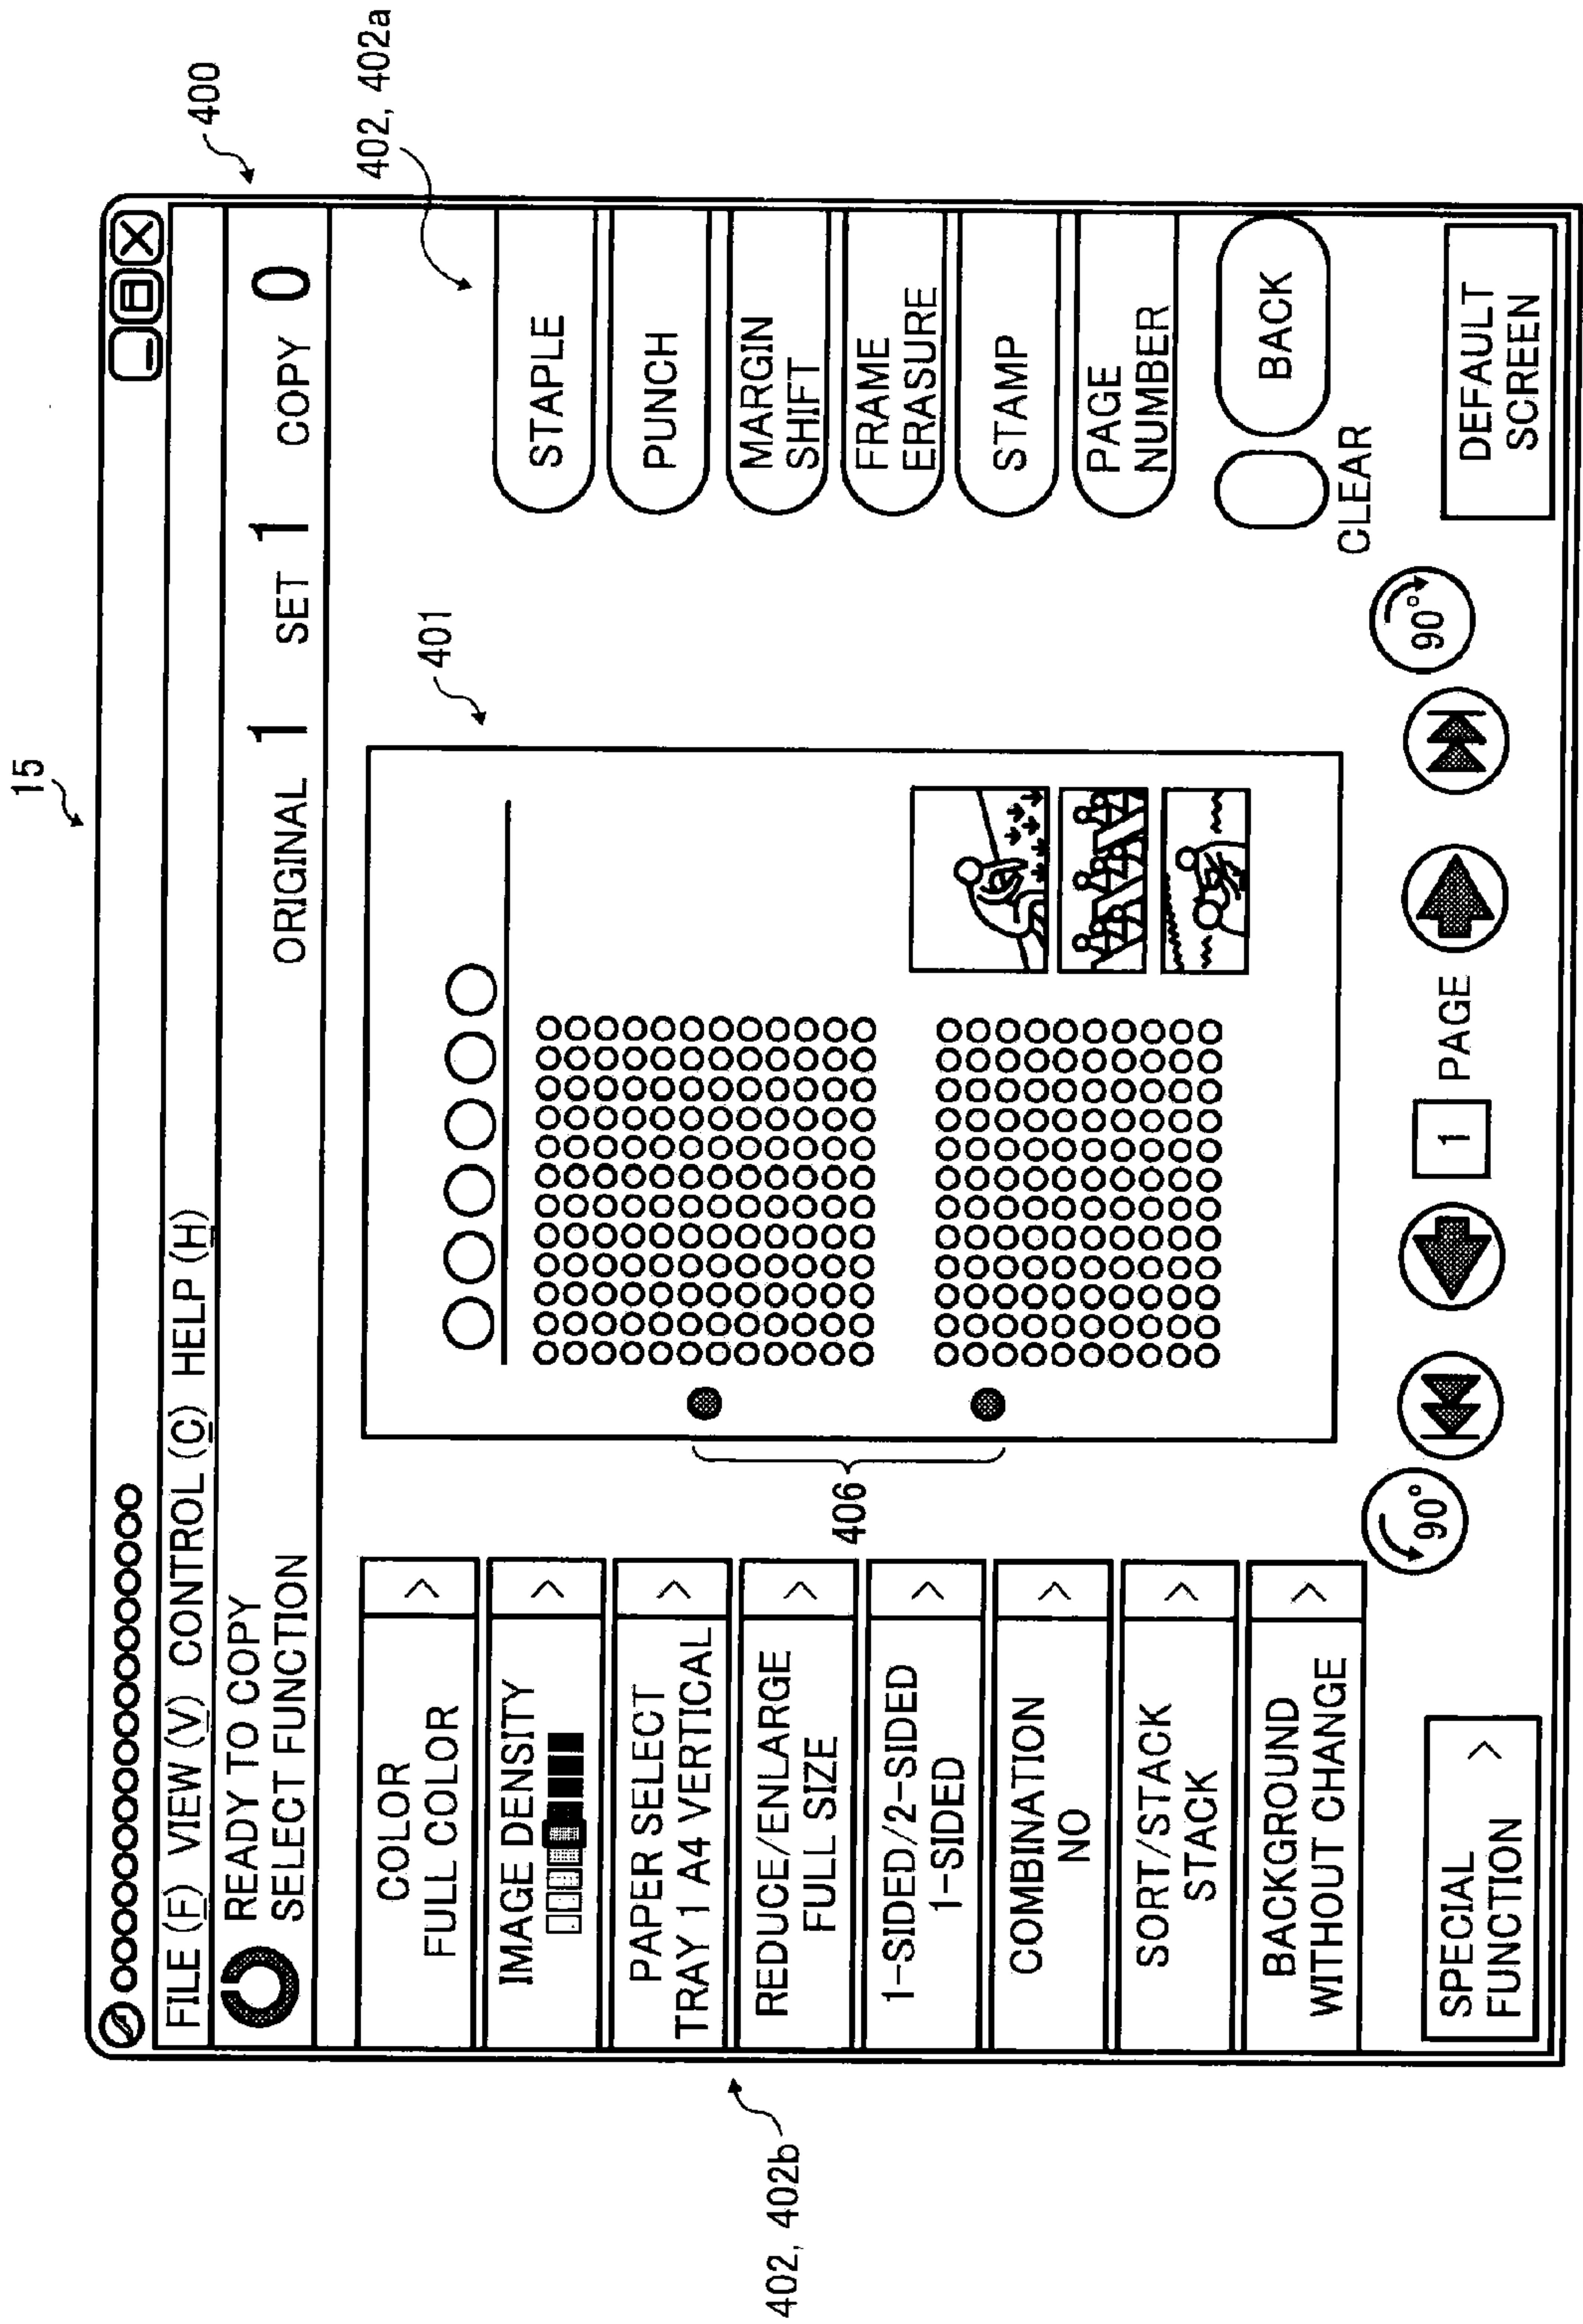 15
400
FILE (F) VIEW (V) CONTROL (C) HELP (H)
READY TO COPY
SELECT FUNCTION
ORIGINAL 1 SET 1 COPY 0
402, 402a
401
402, 402b
COLOR
FULL COLOR
>
IMAGE DENSITY
>
PAPER SELECT
TRAY 1 A4 VERTICAL
>
REDUCE/ENLARGE
FULL SIZE
>
1-SIDED/2-SIDED
1-SIDED
>
COMBINATION
NO
>
SORT/STACK
STACK
>
BACKGROUND
WITHOUT CHANGE
>
406
STAPLE
PUNCH
MARGIN
SHIFT
FRAME
ERASURE
STAMP
PAGE
NUMBER
BACK
CLEAR
90°
1 PAGE
90°
SPECIAL
FUNCTION
>
DEFAULT
SCREEN